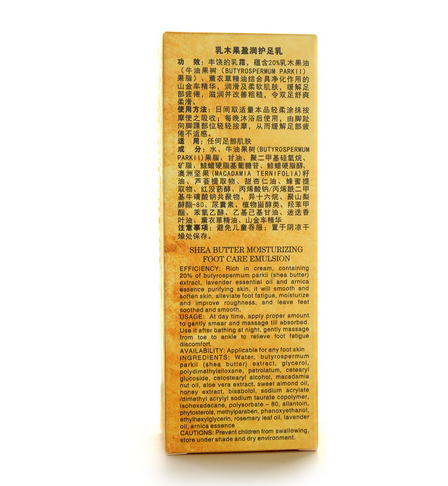 乳木果盈润护足乳
功 效：丰饶的乳霜，蕴含20%乳木果油
（牛油果树（BUTYROSPERMUM PARKII）
果脂）、薰衣草精油结合具净化作用的
山金车精华，润滑及柔软肌肤，缓解足
部疲倦，滋润并改善粗糙，令双足舒爽
柔滑。
使用方法：日间取适量本品轻柔涂抹按
摩使之吸收；每晚沐浴后使用，由脚趾
向脚踝部位轻轻按摩，从而缓解足部疲
倦不适感。
适 用：任何足部肌肤
成 分：水、牛油果树(BUTYROSPERMUM
PARKII)果脂、甘油、聚二甲基硅氧烷、
矿脂、鲸蜡硬脂基葡糖苷、鲸蜡硬脂醇、
澳洲坚果(MACADAMIA TERNIFOLIA)籽
油、芦荟提取物、甜杏仁油、蜂蜜提
取物、红没药醇、丙烯酸钠/丙烯酰二甲
基牛磺酸钠共聚物、异十六烷、聚山梨
醇酯-80、尿囊素、植物甾醇类、羟苯甲
酯、苯氧乙醇、乙基己基甘油、迷迭香
叶油、薰衣草精油、山金车精华
注意事项：避免儿童吞服；置于阴凉干
燥处保存。
SHEA BUTTER MOISTURIZING
FOOT CARE EMULSION
EFFICIENCY: Rich in cream, containing
20% of butyrospermum parkii (shea butter)
extract, lavender essential oil and arnica
essence purifying skin, it will smooth and
soften skin, alleviate foot fatigue, moisturize
and improve roughness, and leave feet
soothed and smooth.
USAGE: At day time, apply proper amount
to gently smear and massage till absorbed.
Use it after bathing at night, gently massage
from toe to ankle to relieve foot fatigue
discomfort.
AVAILABILITY: Applicable for any foot skin
INGREDIENTS: Water, butyrospermum
parkii (shea butter) extract, glycerol,
polydimethylsiloxane, petrolatum, cetearyl
glucoside, cetostearyl alcohol, macadamia
nut oil, aloe vera extract, sweet almond oil,
honey extract, bisabolol, sodium acrylate
/dimethyl acrylyl sodium taurate copolymer,
isohexadecane, polysorbate – 80, allantoin,
phytosterols, methylparaben, phenoxyethanol,
ethylhexylglycerin, rosemary leaf oil, lavender
oil, arnica essence
CAUTIONS: Prevent children from swallowing,
store under shade and dry environment.